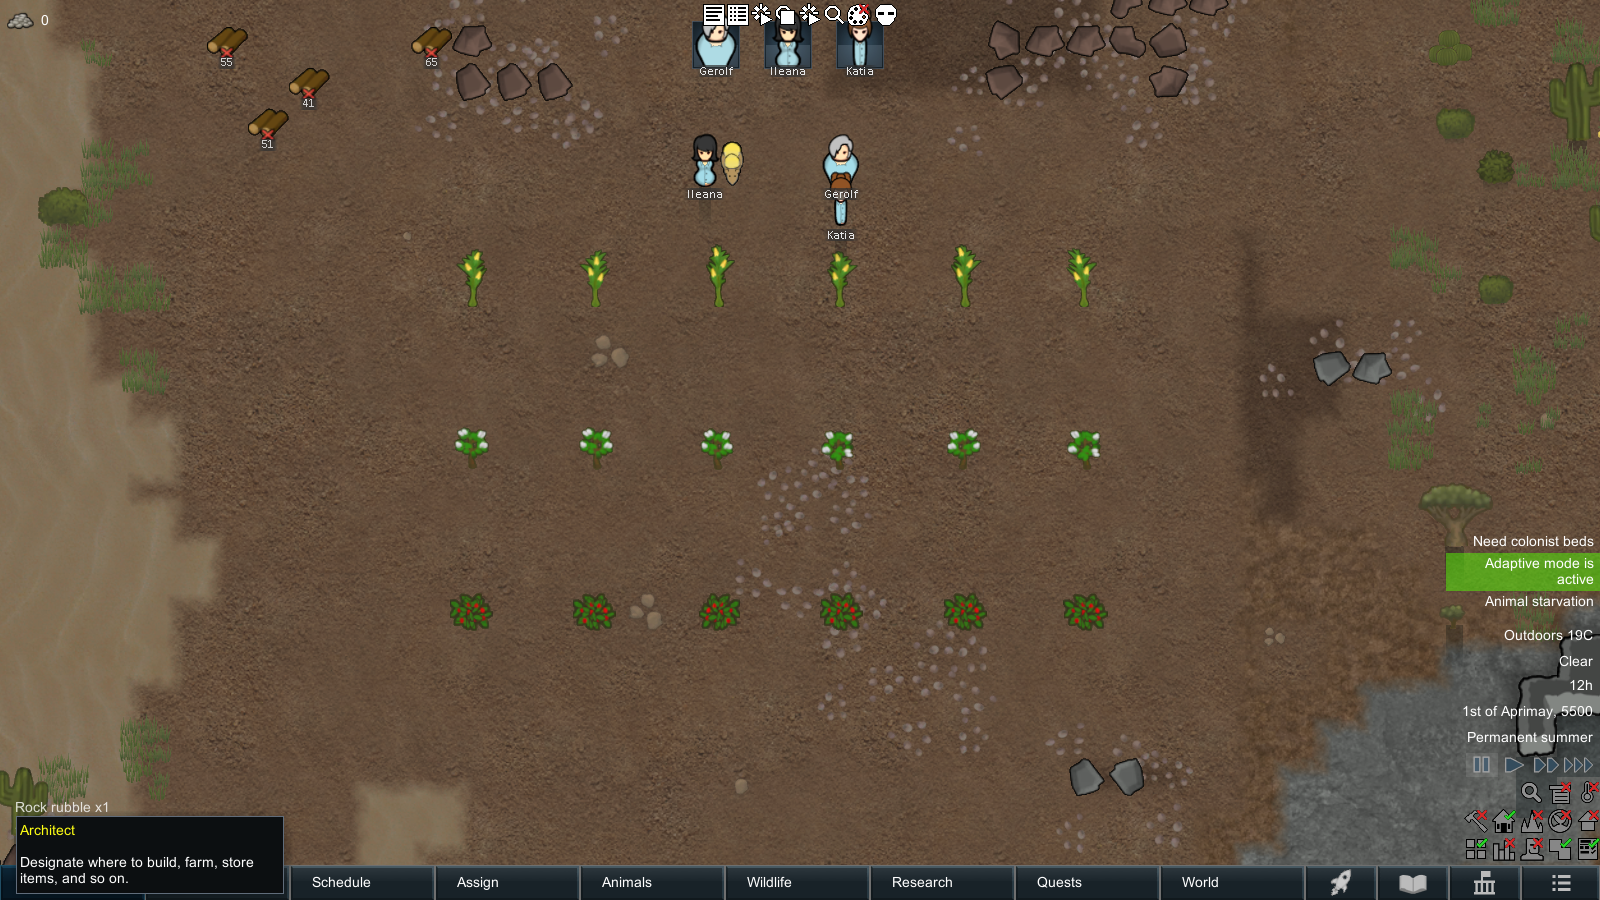 0
55
65
41
51
Gerolf
Ileana
Katia
Ileana
Gerolf
Katia
Need colonist beds
Adaptive mode is
active
Animal starvation
Outdoors 19C
Clear
12h
1st of Aprimay, 5500
Permanent summer
Rock rubble x1
Architect
Designate where to build, farm, store
items, and so on.
Schedule
Assign
Animals
Wildlife
Research
Quests
World